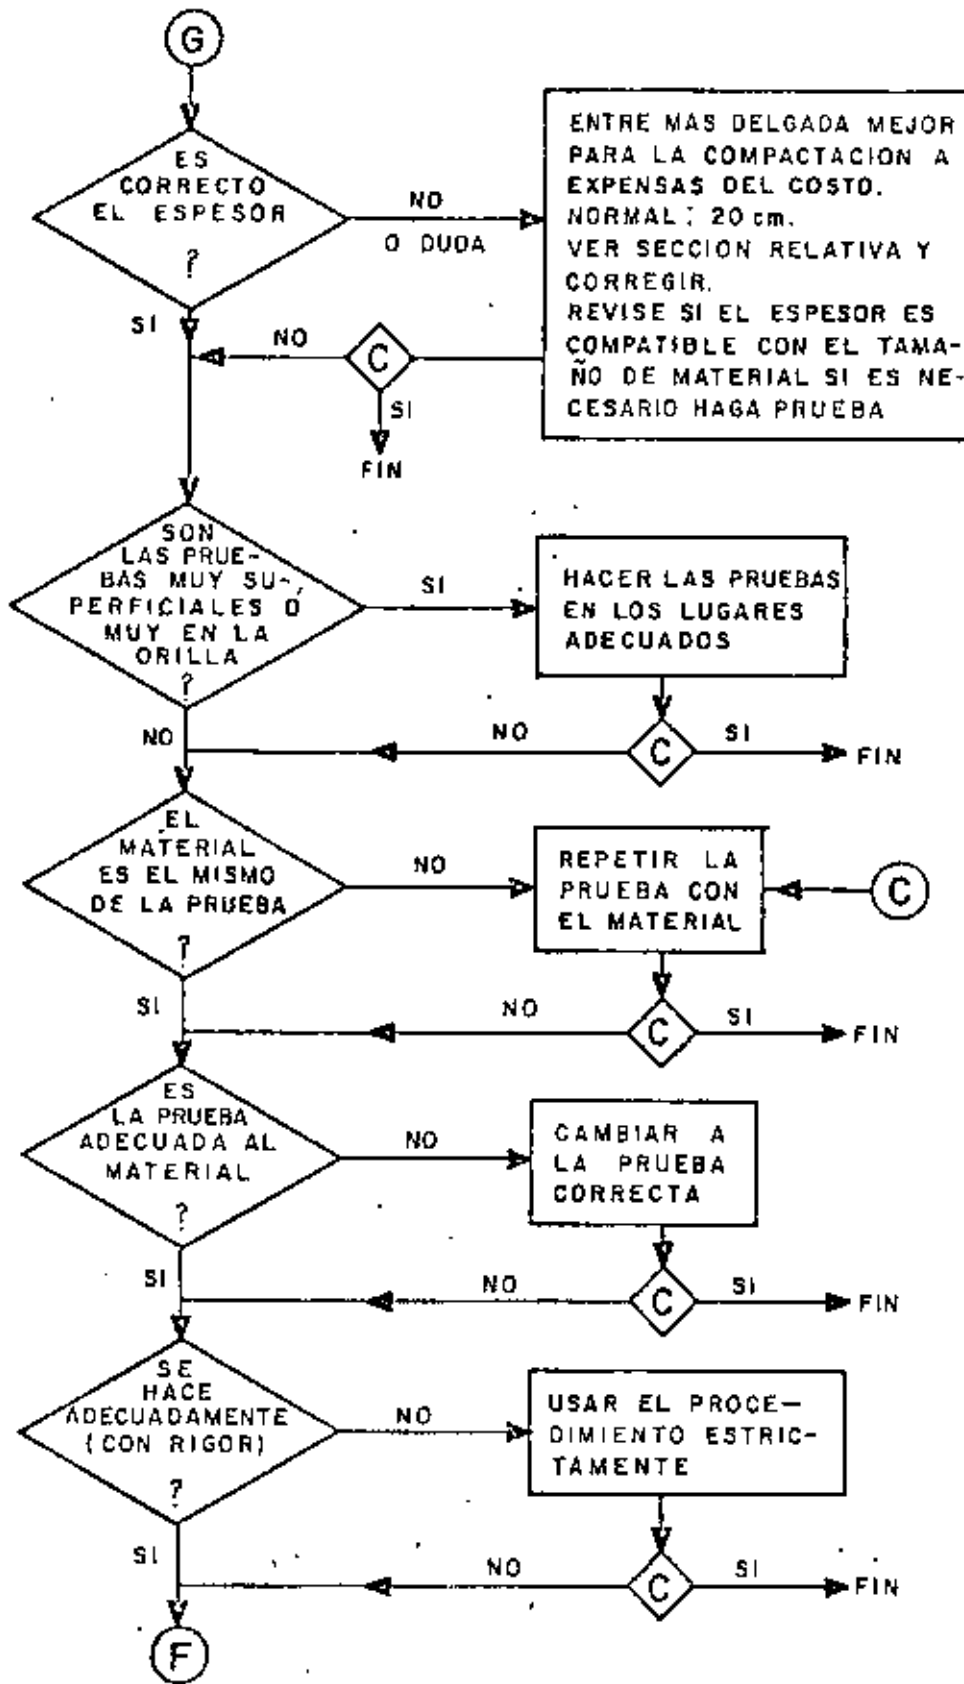 G
ES
CORRECTO
EL ESPESOR
?
NO
O DUDA
ENTRE MAS DELGADA MEJOR
PARA LA COMPACTACION A
EXPENSAS DEL COSTO.
NORMAL: 20 cm.
VER SECCION RELATIVA Y
CORREGIR.
REVISE SI EL ESPESOR ES
COMPATIBLE CON EL TAMA-
ÑO DE MATERIAL SI ES NE-
CESARIO HAGA PRUEBA
SI
NO
C
SI
FIN
SON
LAS PRUE-
BAS MUY SU-
PERFICIALES O
MUY EN LA
ORILLA
?
SI
HACER LAS PRUEBAS
EN LOS LUGARES
ADECUADOS
NO
NO
C
SI
FIN
EL
MATERIAL
ES EL MISMO
DE LA PRUEBA
?
NO
REPETIR LA
PRUEBA CON
EL MATERIAL
C
SI
NO
C
SI
FIN
ES
LA PRUEBA
ADECUADA AL
MATERIAL
?
NO
CAMBIAR A
LA PRUEBA
CORRECTA
SI
NO
C
SI
FIN
SE
HACE
ADECUADAMENTE
(CON RIGOR)
?
NO
USAR EL PROCE-
DIMIENTO ESTRIC-
TAMENTE
SI
NO
C
SI
FIN
F